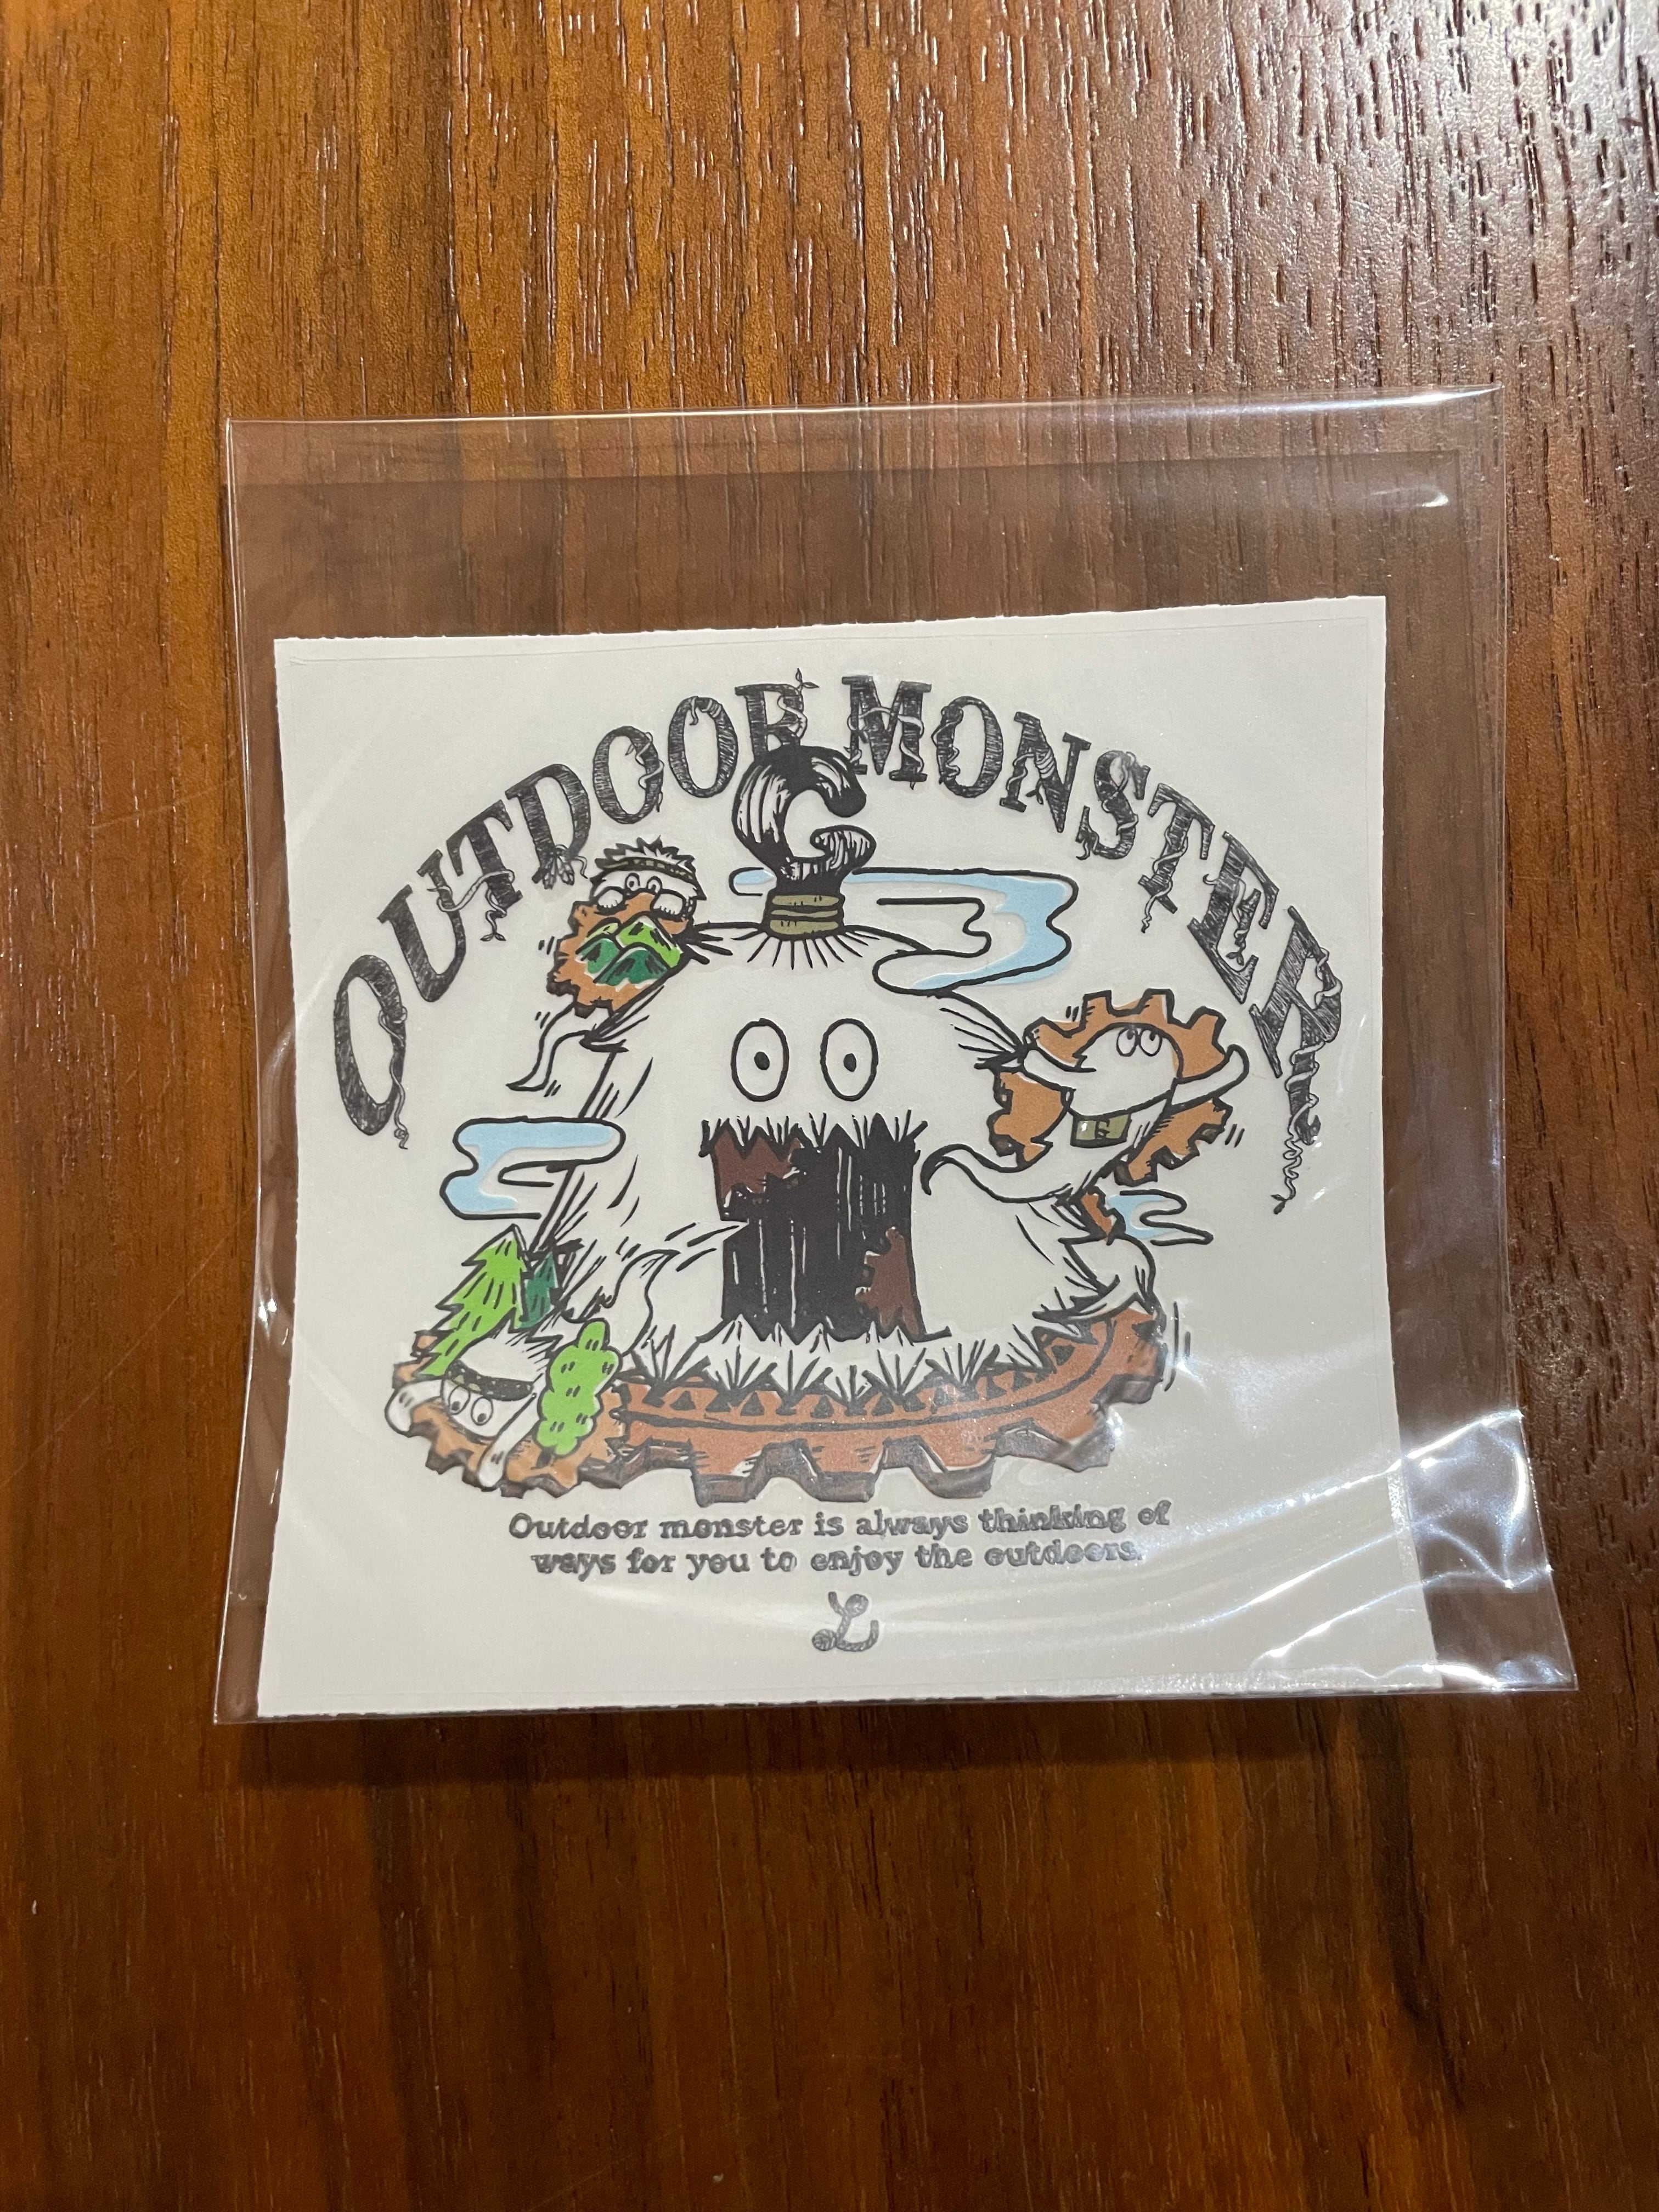 OUTDOOR MONSTER
G
Outdoor monster is always thinking of
ways for you to enjoy the outdoors.
L